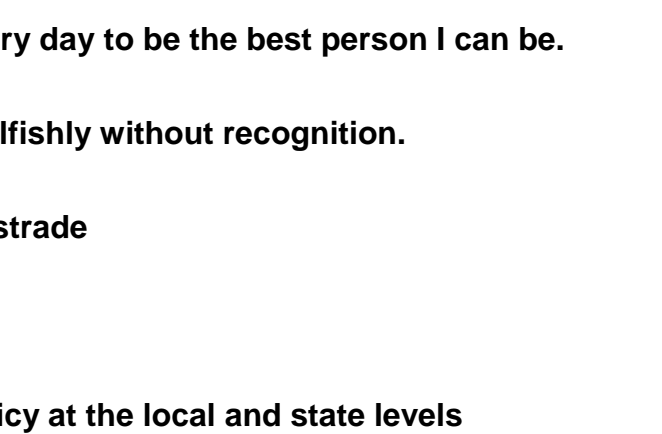 ry day to be the best person I can be.
lfishly without recognition.
strade
icy at the local and state levels